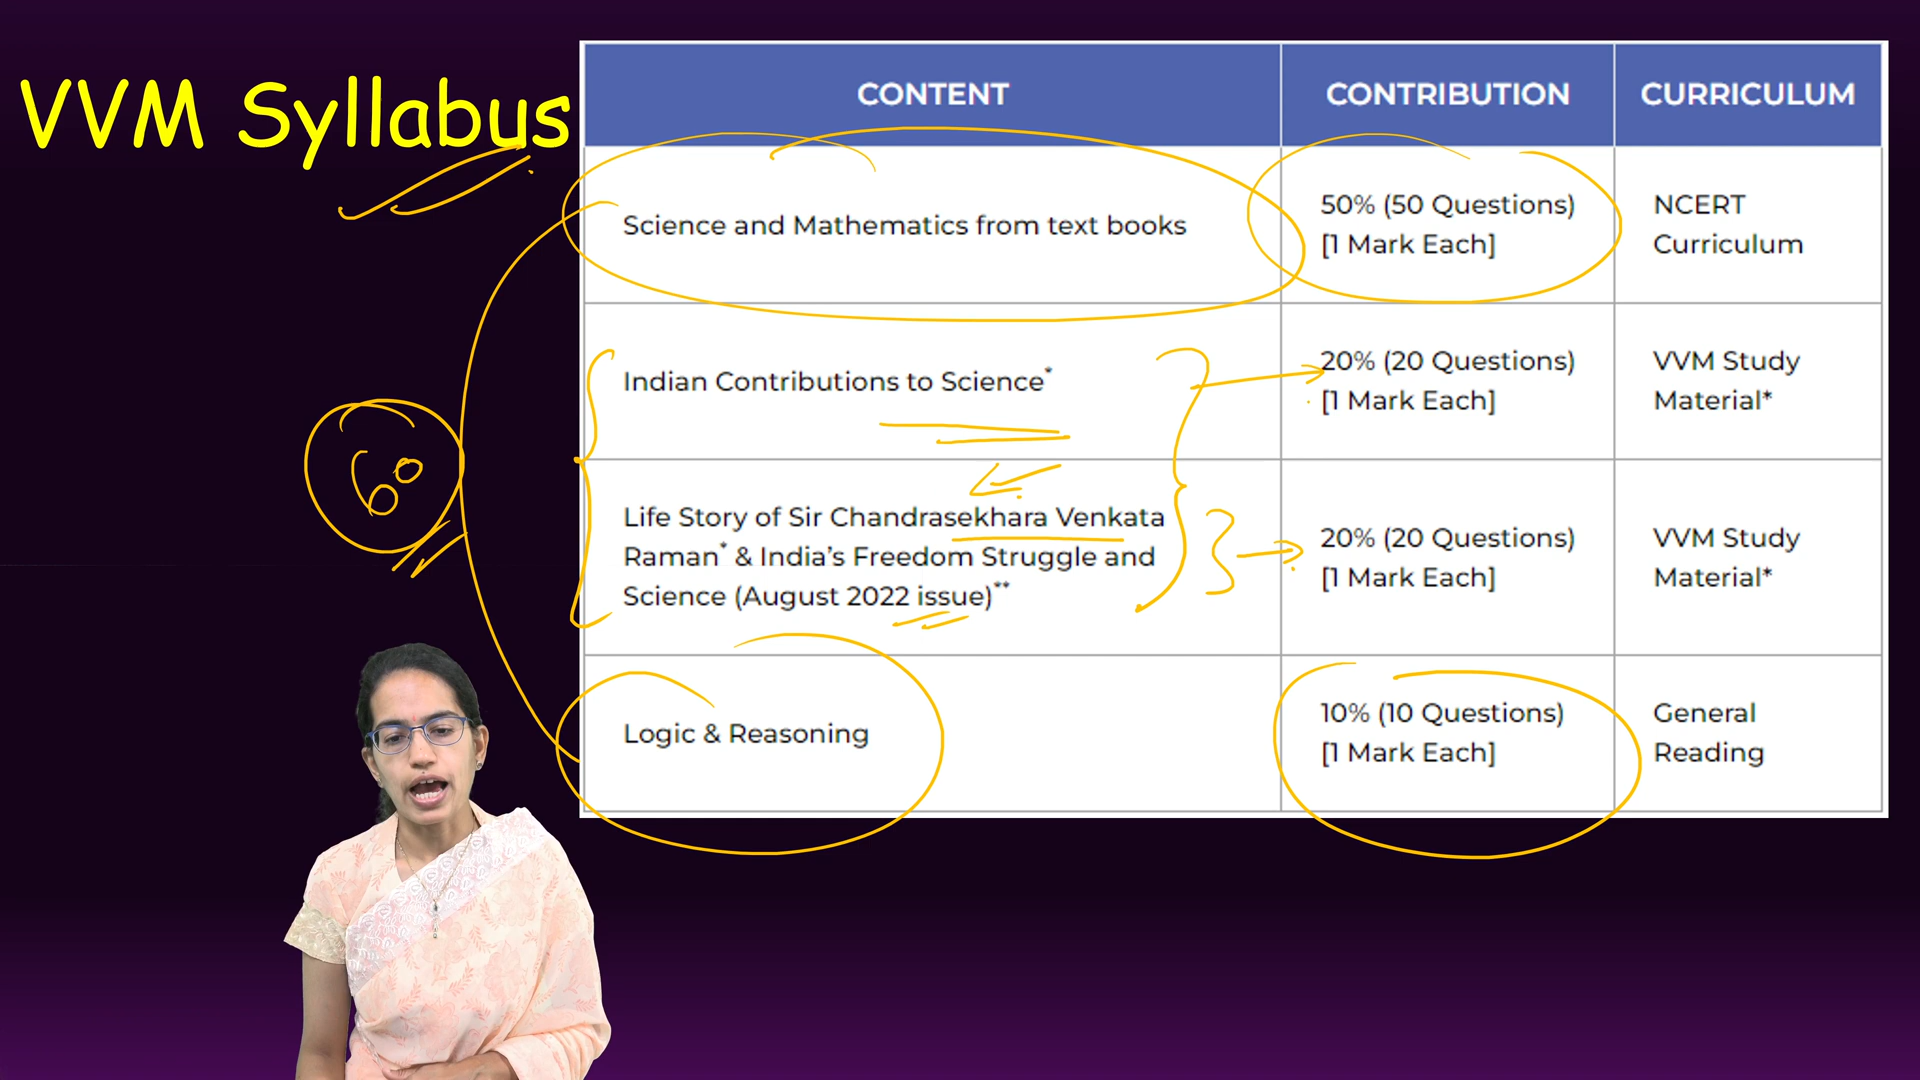 VVM Syllabus
CONTENT CONTRIBUTION CURRICULUM
Science and Mathematics from text books
50% (50 Questions)
[1 Mark Each]
NCERT
Curriculum
Indian Contributions to Science*
20% (20 Questions)
[1 Mark Each]
VVM Study
Material*
Life Story of Sir Chandrasekhara Venkata
Raman* & India's Freedom Struggle and
Science (August 2022 issue)**
20% (20 Questions)
[1 Mark Each]
VVM Study
Material*
Logic & Reasoning
10% (10 Questions)
[1 Mark Each]
General
Reading
60